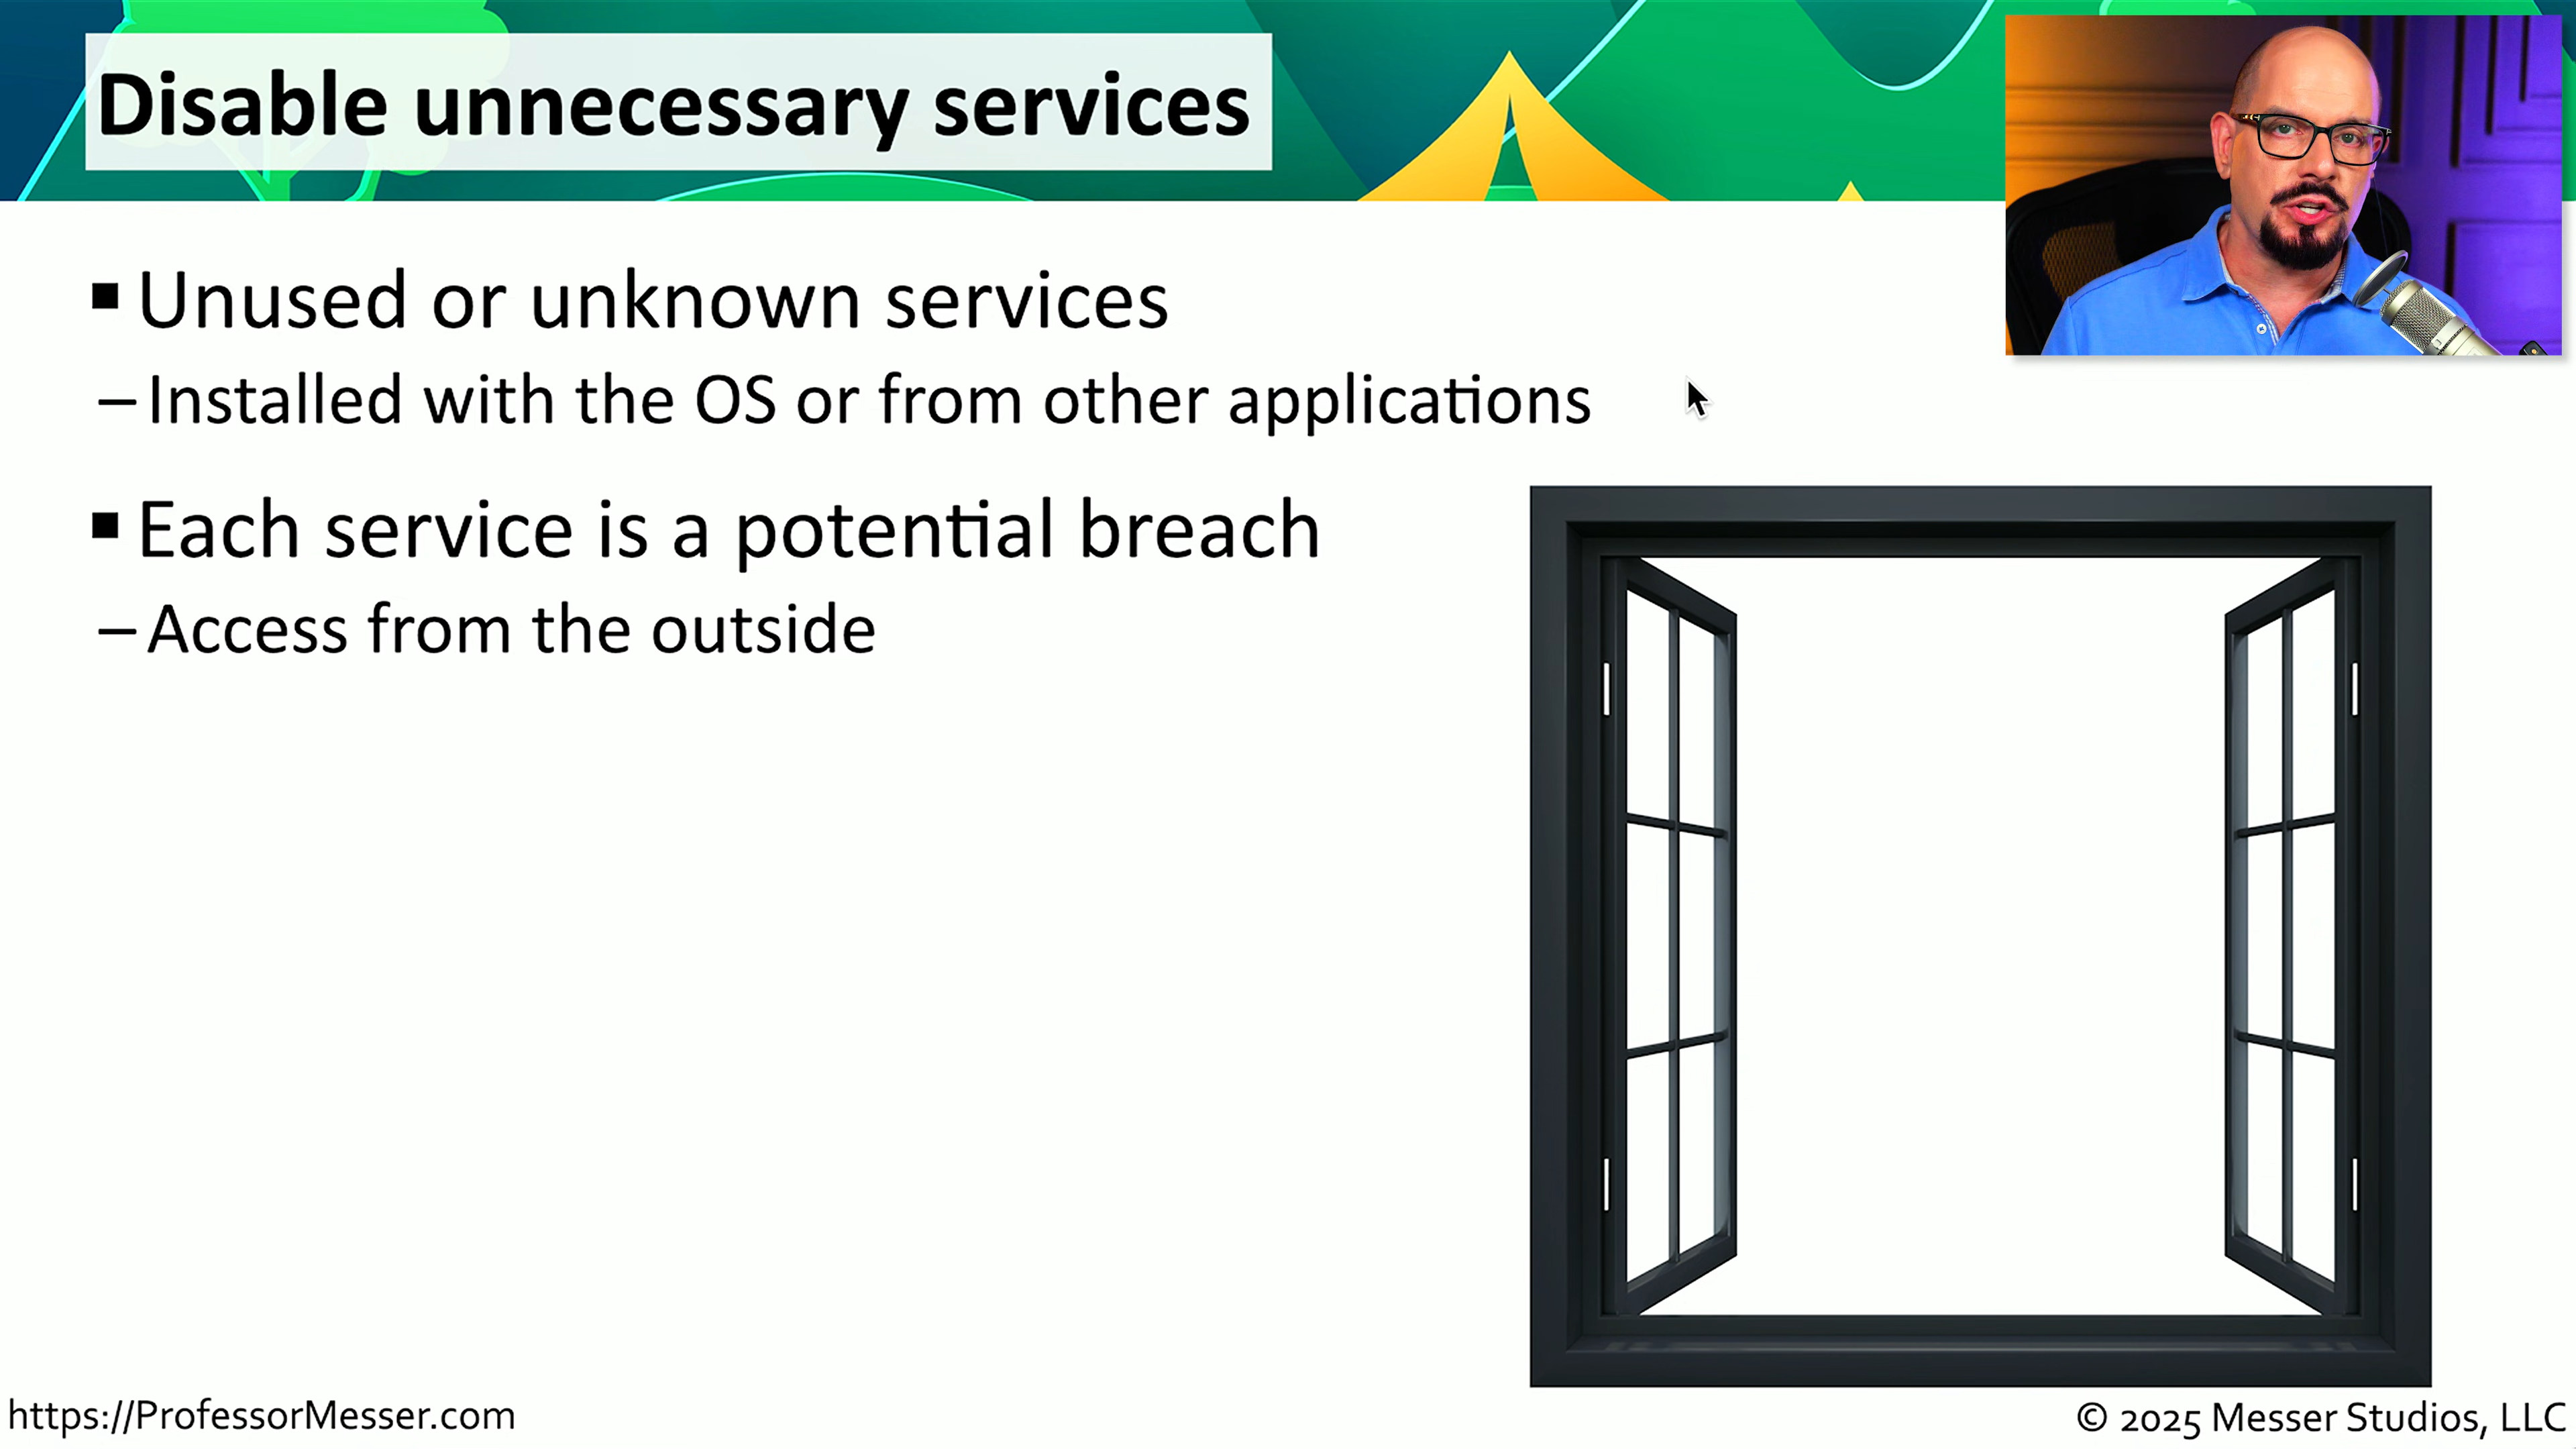 Disable unnecessary services
▪ Unused or unknown services
– Installed with the OS or from other applications
▪ Each service is a potential breach
– Access from the outside
https://ProfessorMesser.com
© 2025 Messer Studios, LLC